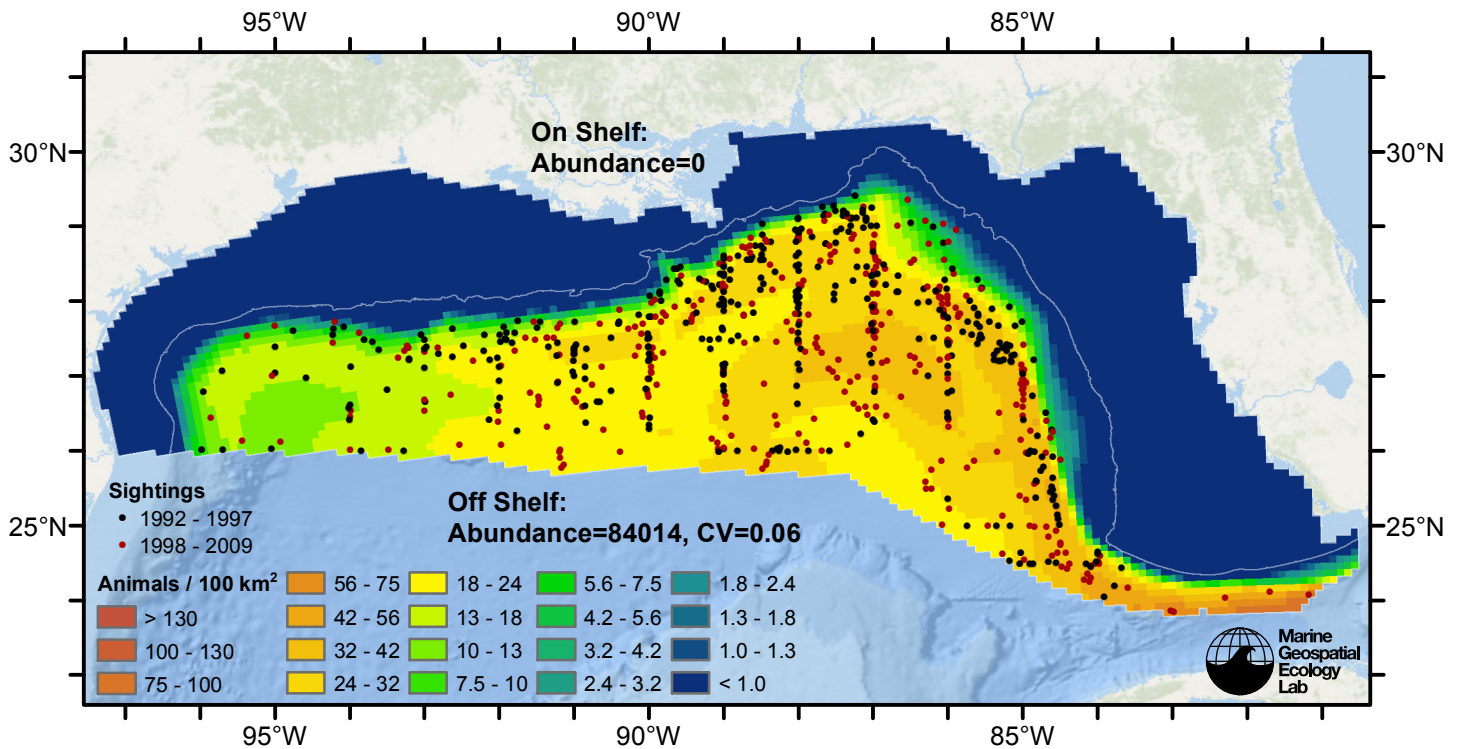 95°W 90°W 85°W
On Shelf:
Abundance=0
30°N 30°N
Off Shelf:
Abundance=84014, CV=0.06
25°N 25°N
Sightings
1992 - 1997
1998 - 2009
Animals / 100 km²
> 130
100 - 130
75 - 100
56 - 75
42 - 56
32 - 42
24 - 32
18 - 24
13 - 18
10 - 13
7.5 - 10
5.6 - 7.5
4.2 - 5.6
3.2 - 4.2
2.4 - 3.2
1.8 - 2.4
1.3 - 1.8
1.0 - 1.3
< 1.0
Marine
Geospatial
Ecology
Lab
95°W 90°W 85°W